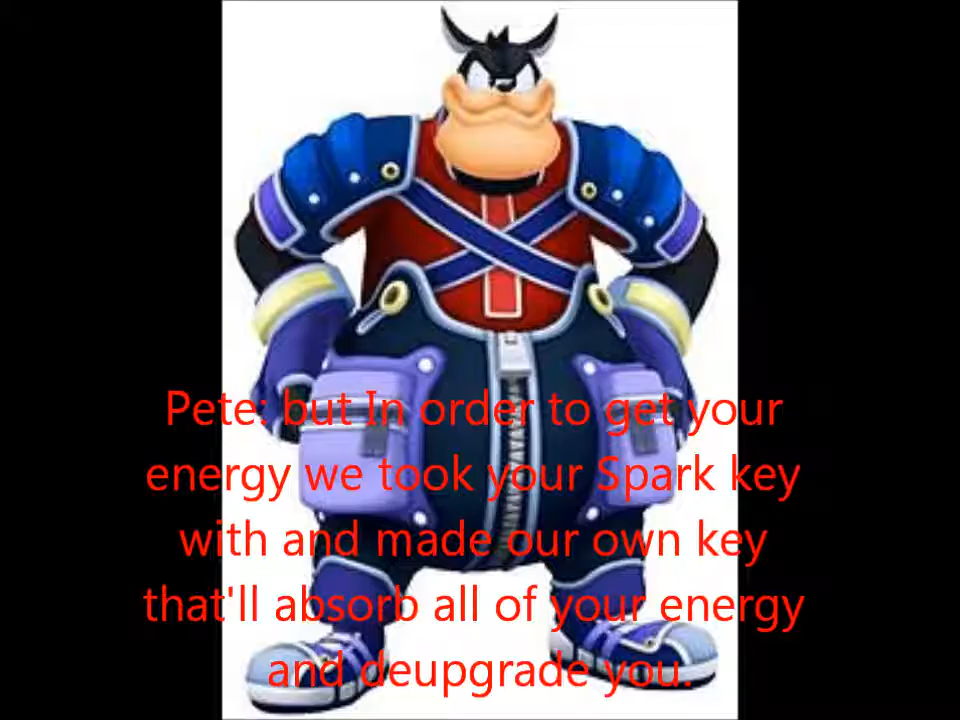 Pete: but In order to get your
energy we took your Spark key
with and made our own key
that'll absorb all of your energy
and deupgrade you.